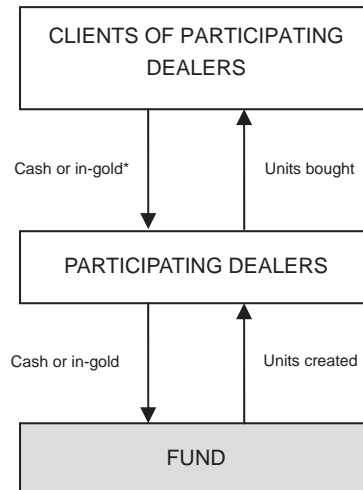 CLIENTS OF PARTICIPATING
DEALERS
Cash or in-gold*
Units bought
PARTICIPATING DEALERS
Cash or in-gold
Units created
FUND